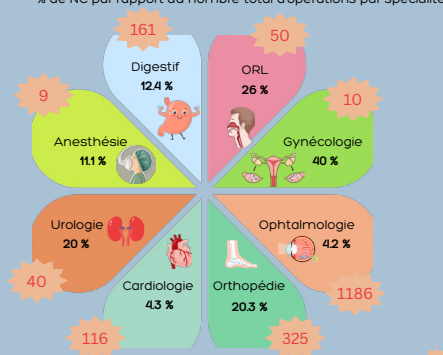 % de NC par rapport au nombre total d'opérations par spécialité
161
50
Digestif
12.4 %
ORL
26 %
9
10
Anesthésie
11.1 %
Gynécologie
40 %
Urologie
20 %
Ophtalmologie
4.2 %
40
Cardiologie
4.3 %
Orthopédie
20.3 %
1186
116
325